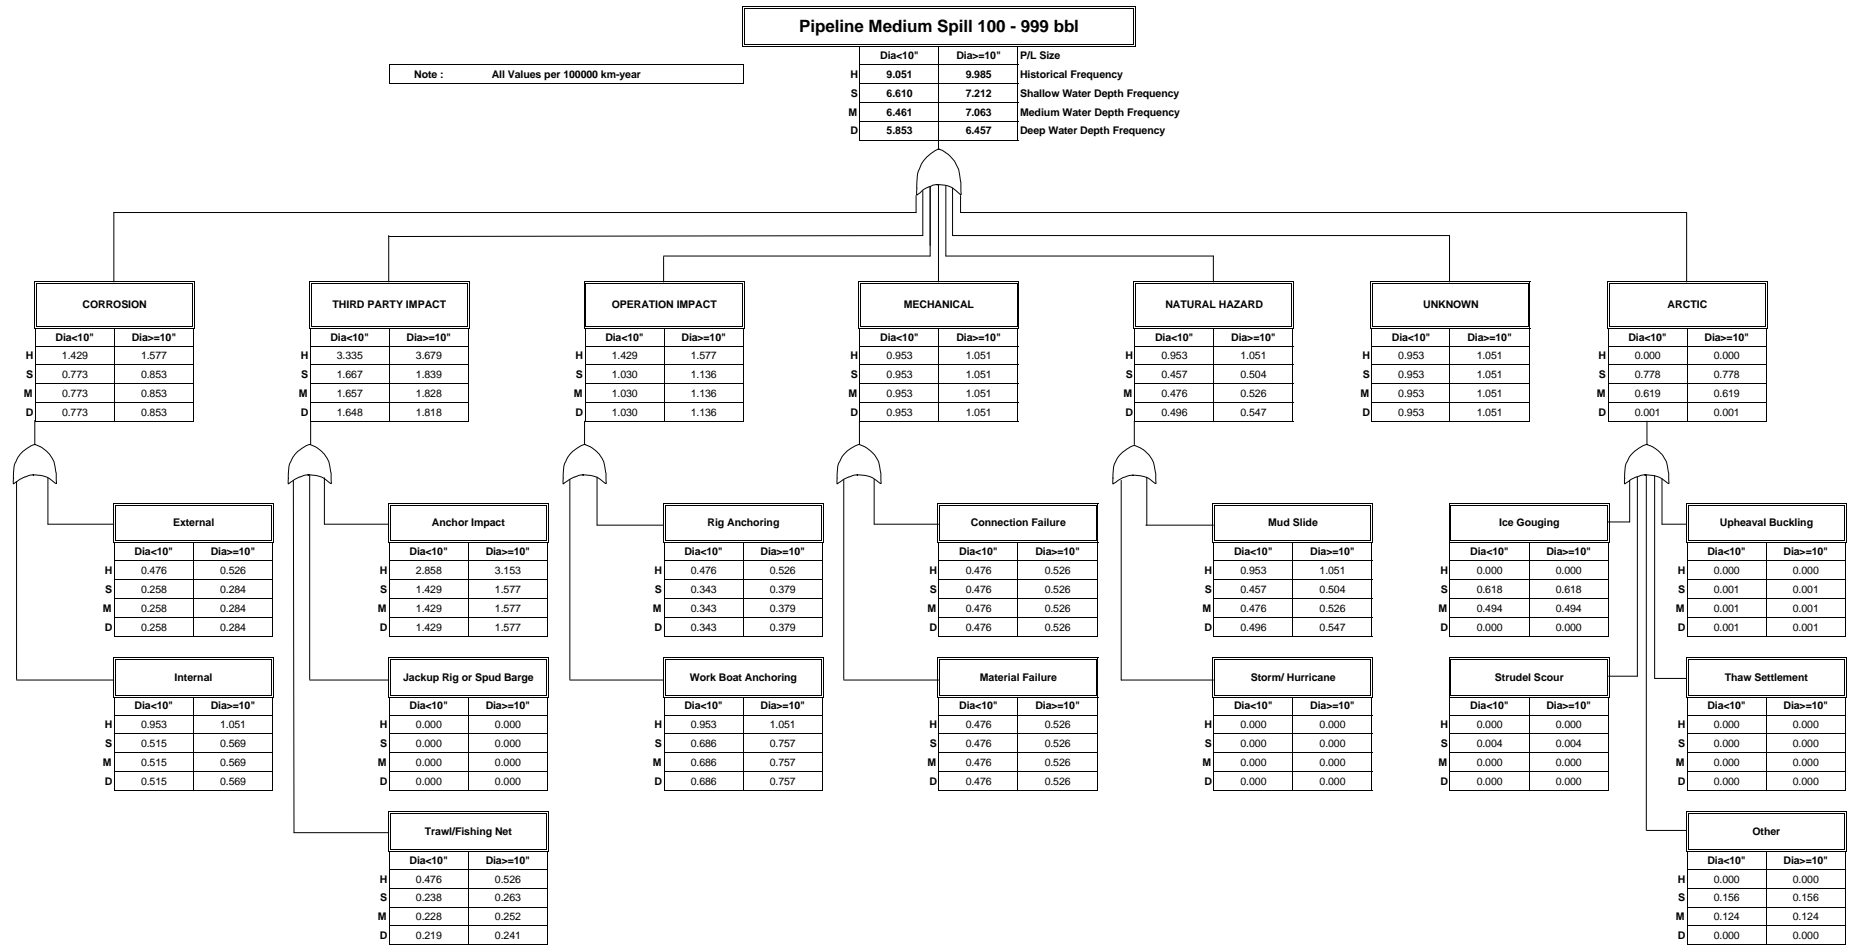 Pipeline Medium Spill 100 - 999 bbl
Dia<10" Dia>=10" P/L Size
Note : All Values per 100000 km-year
H 9.051 9.985 Historical Frequency
S 6.610 7.212 Shallow Water Depth Frequency
M 6.461 7.063 Medium Water Depth Frequency
D 5.853 6.457 Deep Water Depth Frequency
CORROSION
Dia<10" Dia>=10"
H 1.429 1.577
S 0.773 0.853
M 0.773 0.853
D 0.773 0.853
THIRD PARTY IMPACT
Dia<10" Dia>=10"
H 3.335 3.679
S 1.667 1.839
M 1.657 1.828
D 1.648 1.818
OPERATION IMPACT
Dia<10" Dia>=10"
H 1.429 1.577
S 1.030 1.136
M 1.030 1.136
D 1.030 1.136
MECHANICAL
Dia<10" Dia>=10"
H 0.953 1.051
S 0.953 1.051
M 0.953 1.051
D 0.953 1.051
NATURAL HAZARD
Dia<10" Dia>=10"
H 0.953 1.051
S 0.457 0.504
M 0.476 0.526
D 0.496 0.547
UNKNOWN
Dia<10" Dia>=10"
H 0.953 1.051
S 0.953 1.051
M 0.953 1.051
D 0.953 1.051
ARCTIC
Dia<10" Dia>=10"
H 0.000 0.000
S 0.778 0.778
M 0.619 0.619
D 0.001 0.001
External
Dia<10" Dia>=10"
H 0.476 0.526
S 0.258 0.284
M 0.258 0.284
D 0.258 0.284
Anchor Impact
Dia<10" Dia>=10"
H 2.858 3.153
S 1.429 1.577
M 1.429 1.577
D 1.429 1.577
Rig Anchoring
Dia<10" Dia>=10"
H 0.476 0.526
S 0.343 0.379
M 0.343 0.379
D 0.343 0.379
Connection Failure
Dia<10" Dia>=10"
H 0.476 0.526
S 0.476 0.526
M 0.476 0.526
D 0.476 0.526
Mud Slide
Dia<10" Dia>=10"
H 0.953 1.051
S 0.457 0.504
M 0.476 0.526
D 0.496 0.547
Ice Gouging
Dia<10" Dia>=10"
H 0.000 0.000
S 0.618 0.618
M 0.494 0.494
D 0.000 0.000
Upheaval Buckling
Dia<10" Dia>=10"
H 0.000 0.000
S 0.001 0.001
M 0.001 0.001
D 0.001 0.001
Internal
Dia<10" Dia>=10"
H 0.953 1.051
S 0.515 0.569
M 0.515 0.569
D 0.515 0.569
Jackup Rig or Spud Barge
Dia<10" Dia>=10"
H 0.000 0.000
S 0.000 0.000
M 0.000 0.000
D 0.000 0.000
Work Boat Anchoring
Dia<10" Dia>=10"
H 0.953 1.051
S 0.686 0.757
M 0.686 0.757
D 0.686 0.757
Material Failure
Dia<10" Dia>=10"
H 0.476 0.526
S 0.476 0.526
M 0.476 0.526
D 0.476 0.526
Storm/ Hurricane
Dia<10" Dia>=10"
H 0.000 0.000
S 0.000 0.000
M 0.000 0.000
D 0.000 0.000
Strudel Scour
Dia<10" Dia>=10"
H 0.000 0.000
S 0.004 0.004
M 0.000 0.000
D 0.000 0.000
Thaw Settlement
Dia<10" Dia>=10"
H 0.000 0.000
S 0.000 0.000
M 0.000 0.000
D 0.000 0.000
Trawl/Fishing Net
Dia<10" Dia>=10"
H 0.476 0.526
S 0.238 0.263
M 0.228 0.252
D 0.219 0.241
Other
Dia<10" Dia>=10"
H 0.000 0.000
S 0.156 0.156
M 0.124 0.124
D 0.000 0.000